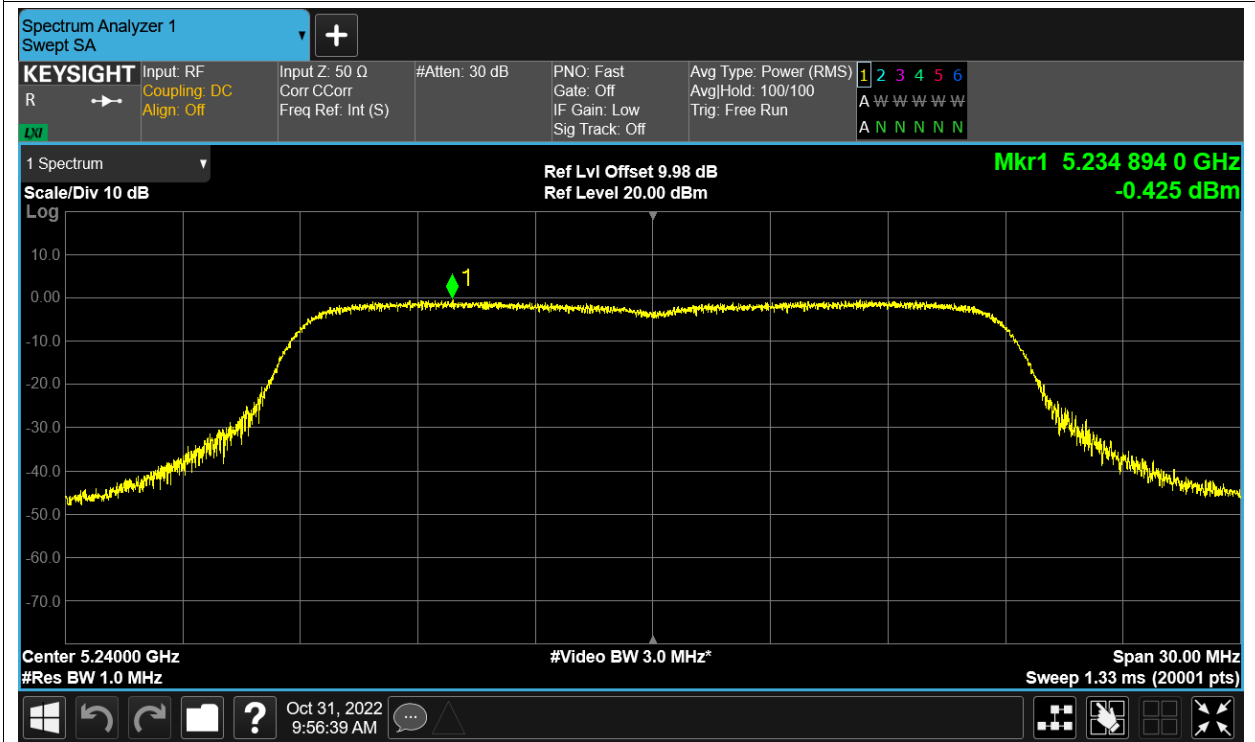 Spectrum Analyzer 1
Swept SA
KEYSIGHT
R
LXI
Input: RF
Coupling: DC
Align: Off
Input Z: 50 Ω
Corr CCorr
Freq Ref: Int (S)
#Atten: 30 dB
PNO: Fast
Gate: Off
IF Gain: Low
Sig Track: Off
Avg Type: Power (RMS)
Avg|Hold: 100/100
Trig: Free Run
1 2 3 4 5 6
A W W W W W
A N N N N N
1 Spectrum
Scale/Div 10 dB
Log
Ref Lvl Offset 9.98 dB
Ref Level 20.00 dBm
Mkr1 5.234 894 0 GHz
-0.425 dBm
10.0
0.00
-10.0
-20.0
-30.0
-40.0
-50.0
-60.0
-70.0
1
Center 5.24000 GHz
#Res BW 1.0 MHz
#Video BW 3.0 MHz*
Span 30.00 MHz
Sweep 1.33 ms (20001 pts)
?
Oct 31, 2022
9:56:39 AM